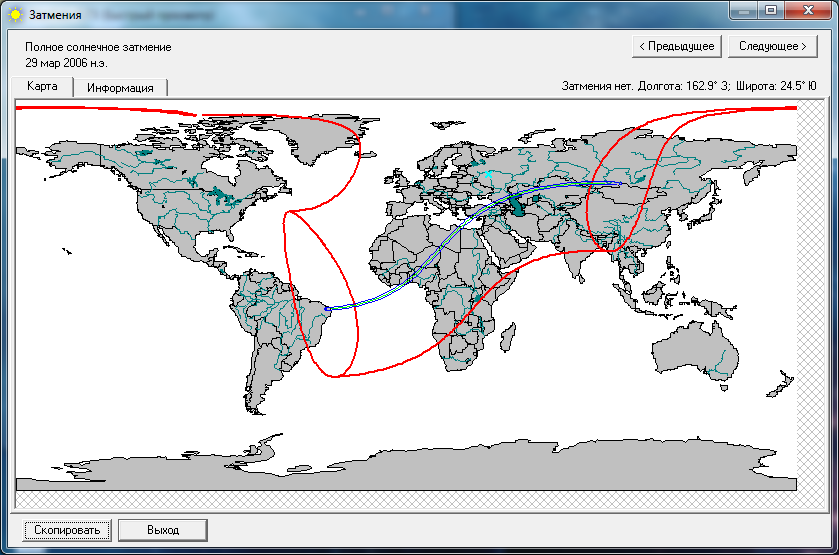 Затмения
Полное солнечное затмение
29 мар 2006 н.э.
< Предыдущее
Следующее >
Карта
Информация
Затмения нет. Долгота: 162.9° З; Широта: 24.5° Ю
Скопировать
Выход